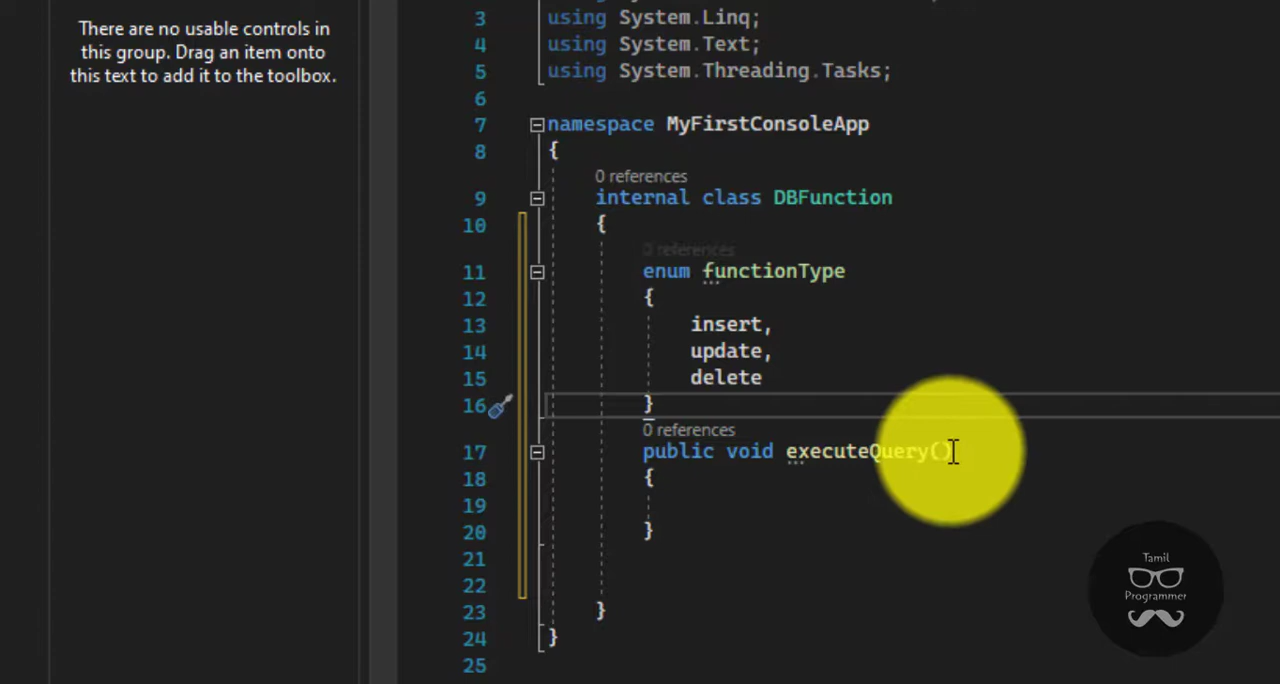 There are no usable controls in
this group. Drag an item onto
this text to add it to the toolbox.
3 using System.Linq;
4 using System.Text;
5 using System.Threading.Tasks;
6
7 namespace MyFirstConsoleApp
8 {
0 references
9 internal class DBFunction
10 {
0 references
11 enum functionType
12 {
13 insert,
14 update,
15 delete
16 }
0 references
17 public void executeQuery()
18 {
19
20 }
21
22
23 }
24 }
25
Tamil
Programmer